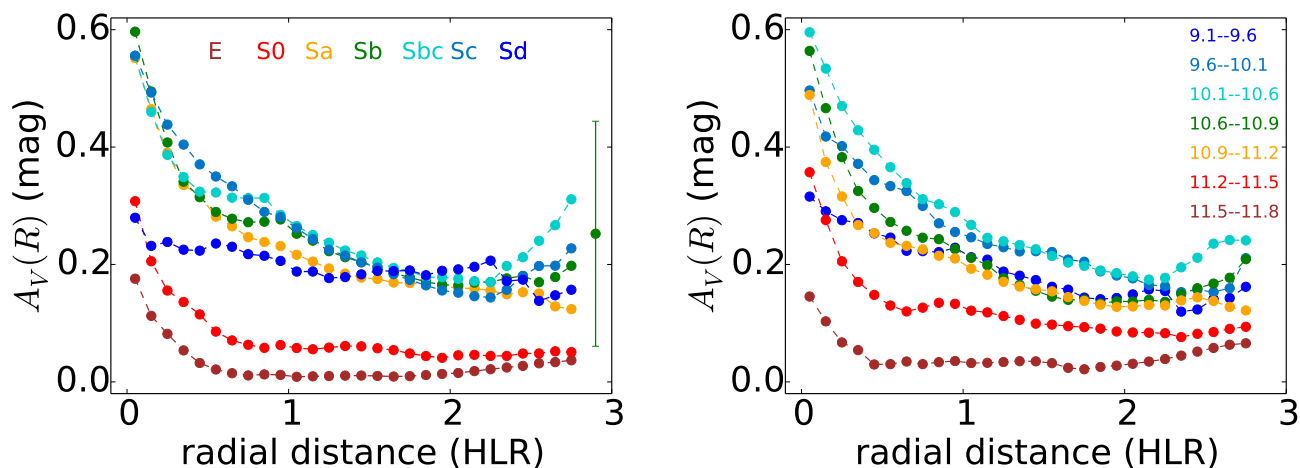 0.6
0.4
0.2
0.0
A_V(R) (mag)
E S0 Sa Sb Sbc Sc Sd
0 1 2 3
radial distance (HLR)
0.6
0.4
0.2
0.0
A_V(R) (mag)
9.1--9.6
9.6--10.1
10.1--10.6
10.6--10.9
10.9--11.2
11.2--11.5
11.5--11.8
0 1 2 3
radial distance (HLR)